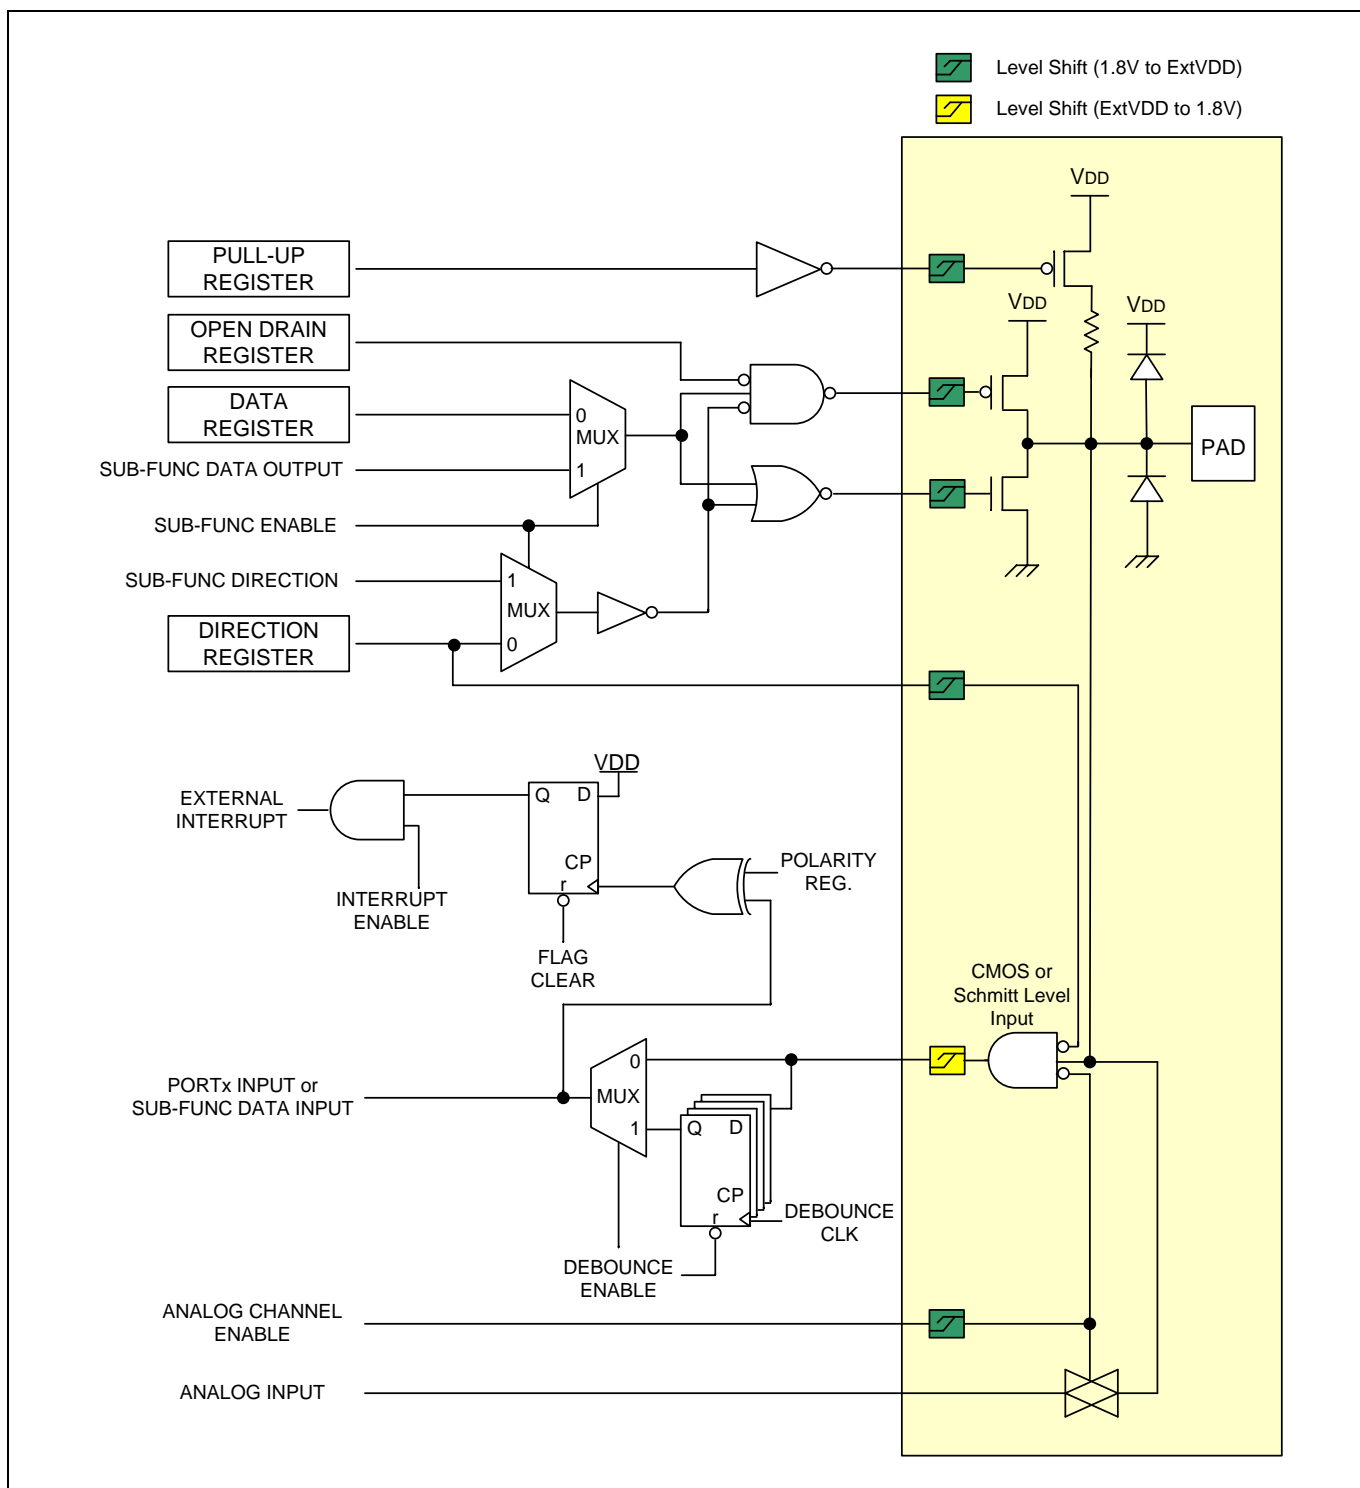 Level Shift (1.8V to ExtVDD)
Level Shift (ExtVDD to 1.8V)
VDD
PULL-UP
REGISTER
VDD
VDD
OPEN DRAIN
REGISTER
DATA
REGISTER
0
MUX
1
PAD
SUB-FUNC DATA OUTPUT
SUB-FUNC ENABLE
SUB-FUNC DIRECTION
1
MUX
0
DIRECTION
REGISTER
VDD
EXTERNAL
INTERRUPT
Q
D
CP
r
POLARITY
REG.
INTERRUPT
ENABLE
FLAG
CLEAR
CMOS or
Schmitt Level
Input
PORTx INPUT or
SUB-FUNC DATA INPUT
0
MUX
1
Q
D
CP
r
DEBOUNCE
CLK
DEBOUNCE
ENABLE
ANALOG CHANNEL
ENABLE
ANALOG INPUT